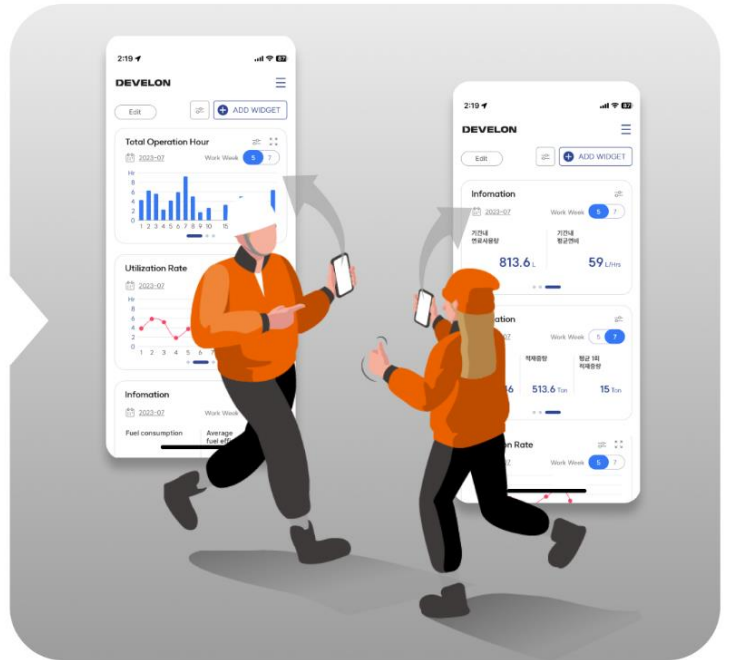 2:19
87
DEVELON
Edit
ADD WIDGET
Total Operation Hour
2023-07
Work Week 5 7
Hr
8
6
4
2
0
1 2 3 4 5 6 7 8 9 10 15
Utilization Rate
2023-07
Hr
8
6
4
2
0
1 2 3 4 5 6
Infomation
2023-07
Work Week
Fuel consumption
Average
fuel
2:19
87
DEVELON
Edit
ADD WIDGET
Infomation
2023-07
Work Week 5 7
기간내
연료사용량
기간내
평균연비
813.6 L
59 L/Hrs
Work Week 5 7
적재중량
평균 1회
적재중량
513.6 Ton
15 Ton
Rate
Work Week 5 7